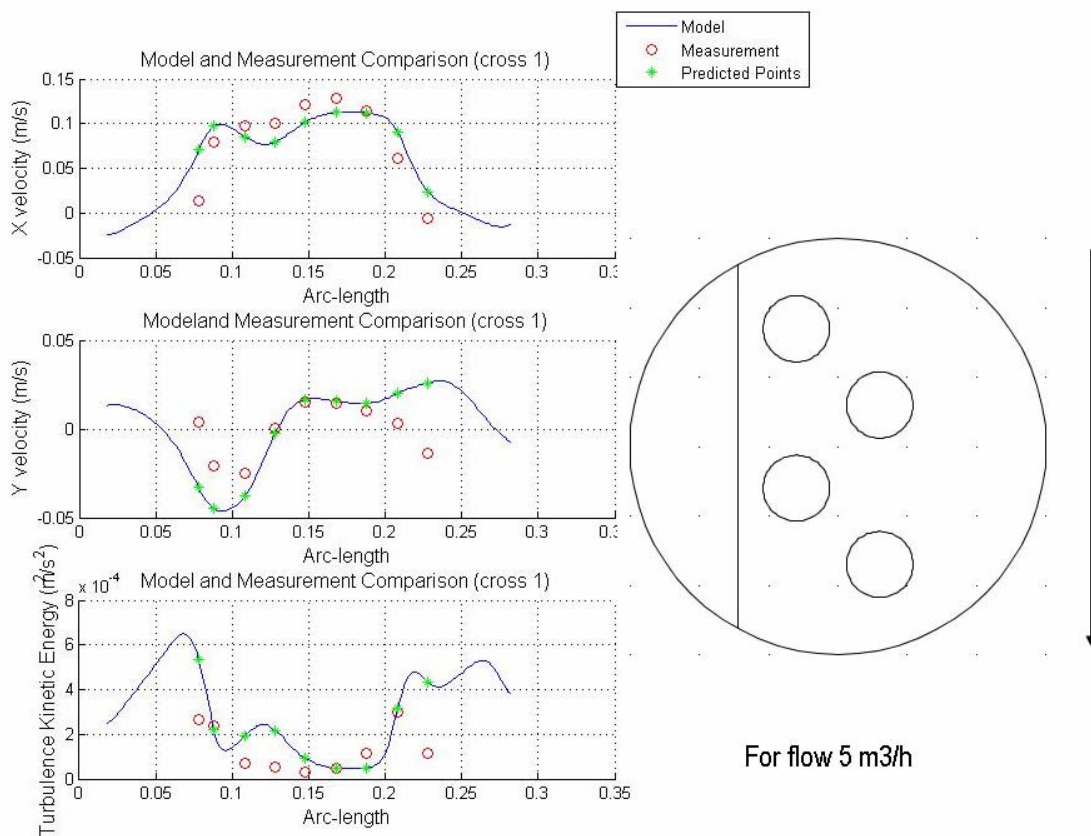 Model
Measurement
Predicted Points
Model and Measurement Comparison (cross 1)
X velocity (m/s)
0.15
0.1
0.05
0
-0.05
0 0.05 0.1 0.15 0.2 0.25 0.3 0.35
Arc-length
Modeland Measurement Comparison (cross 1)
Y velocity (m/s)
0.05
0
-0.05
0 0.05 0.1 0.15 0.2 0.25 0.3 0.35
Arc-length
Model and Measurement Comparison (cross 1)
Turbulence Kinetic Energy (m²/s²)
x 10⁻⁴
8
6
4
2
0
0 0.05 0.1 0.15 0.2 0.25 0.3 0.35
Arc-length
For flow 5 m3/h